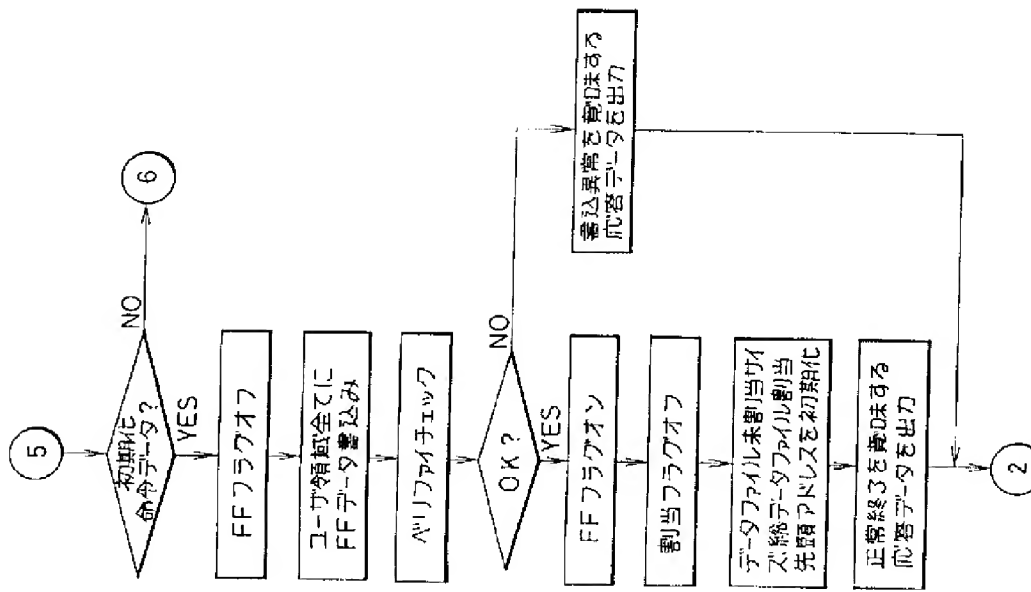 5
初期化
命令データ?
NO
6
YES
FFフラグオフ
ユーザ領域全てに
FFデータ書込み
ベリファイチェック
OK?
NO
YES
書込異常を意味する
応答データを出力
FFフラグオン
割当フラグオフ
データファイル未割当サイ
ズ・総データファイル割当
先頭アドレスを初期化
正常終了を意味する
応答データを出力
2